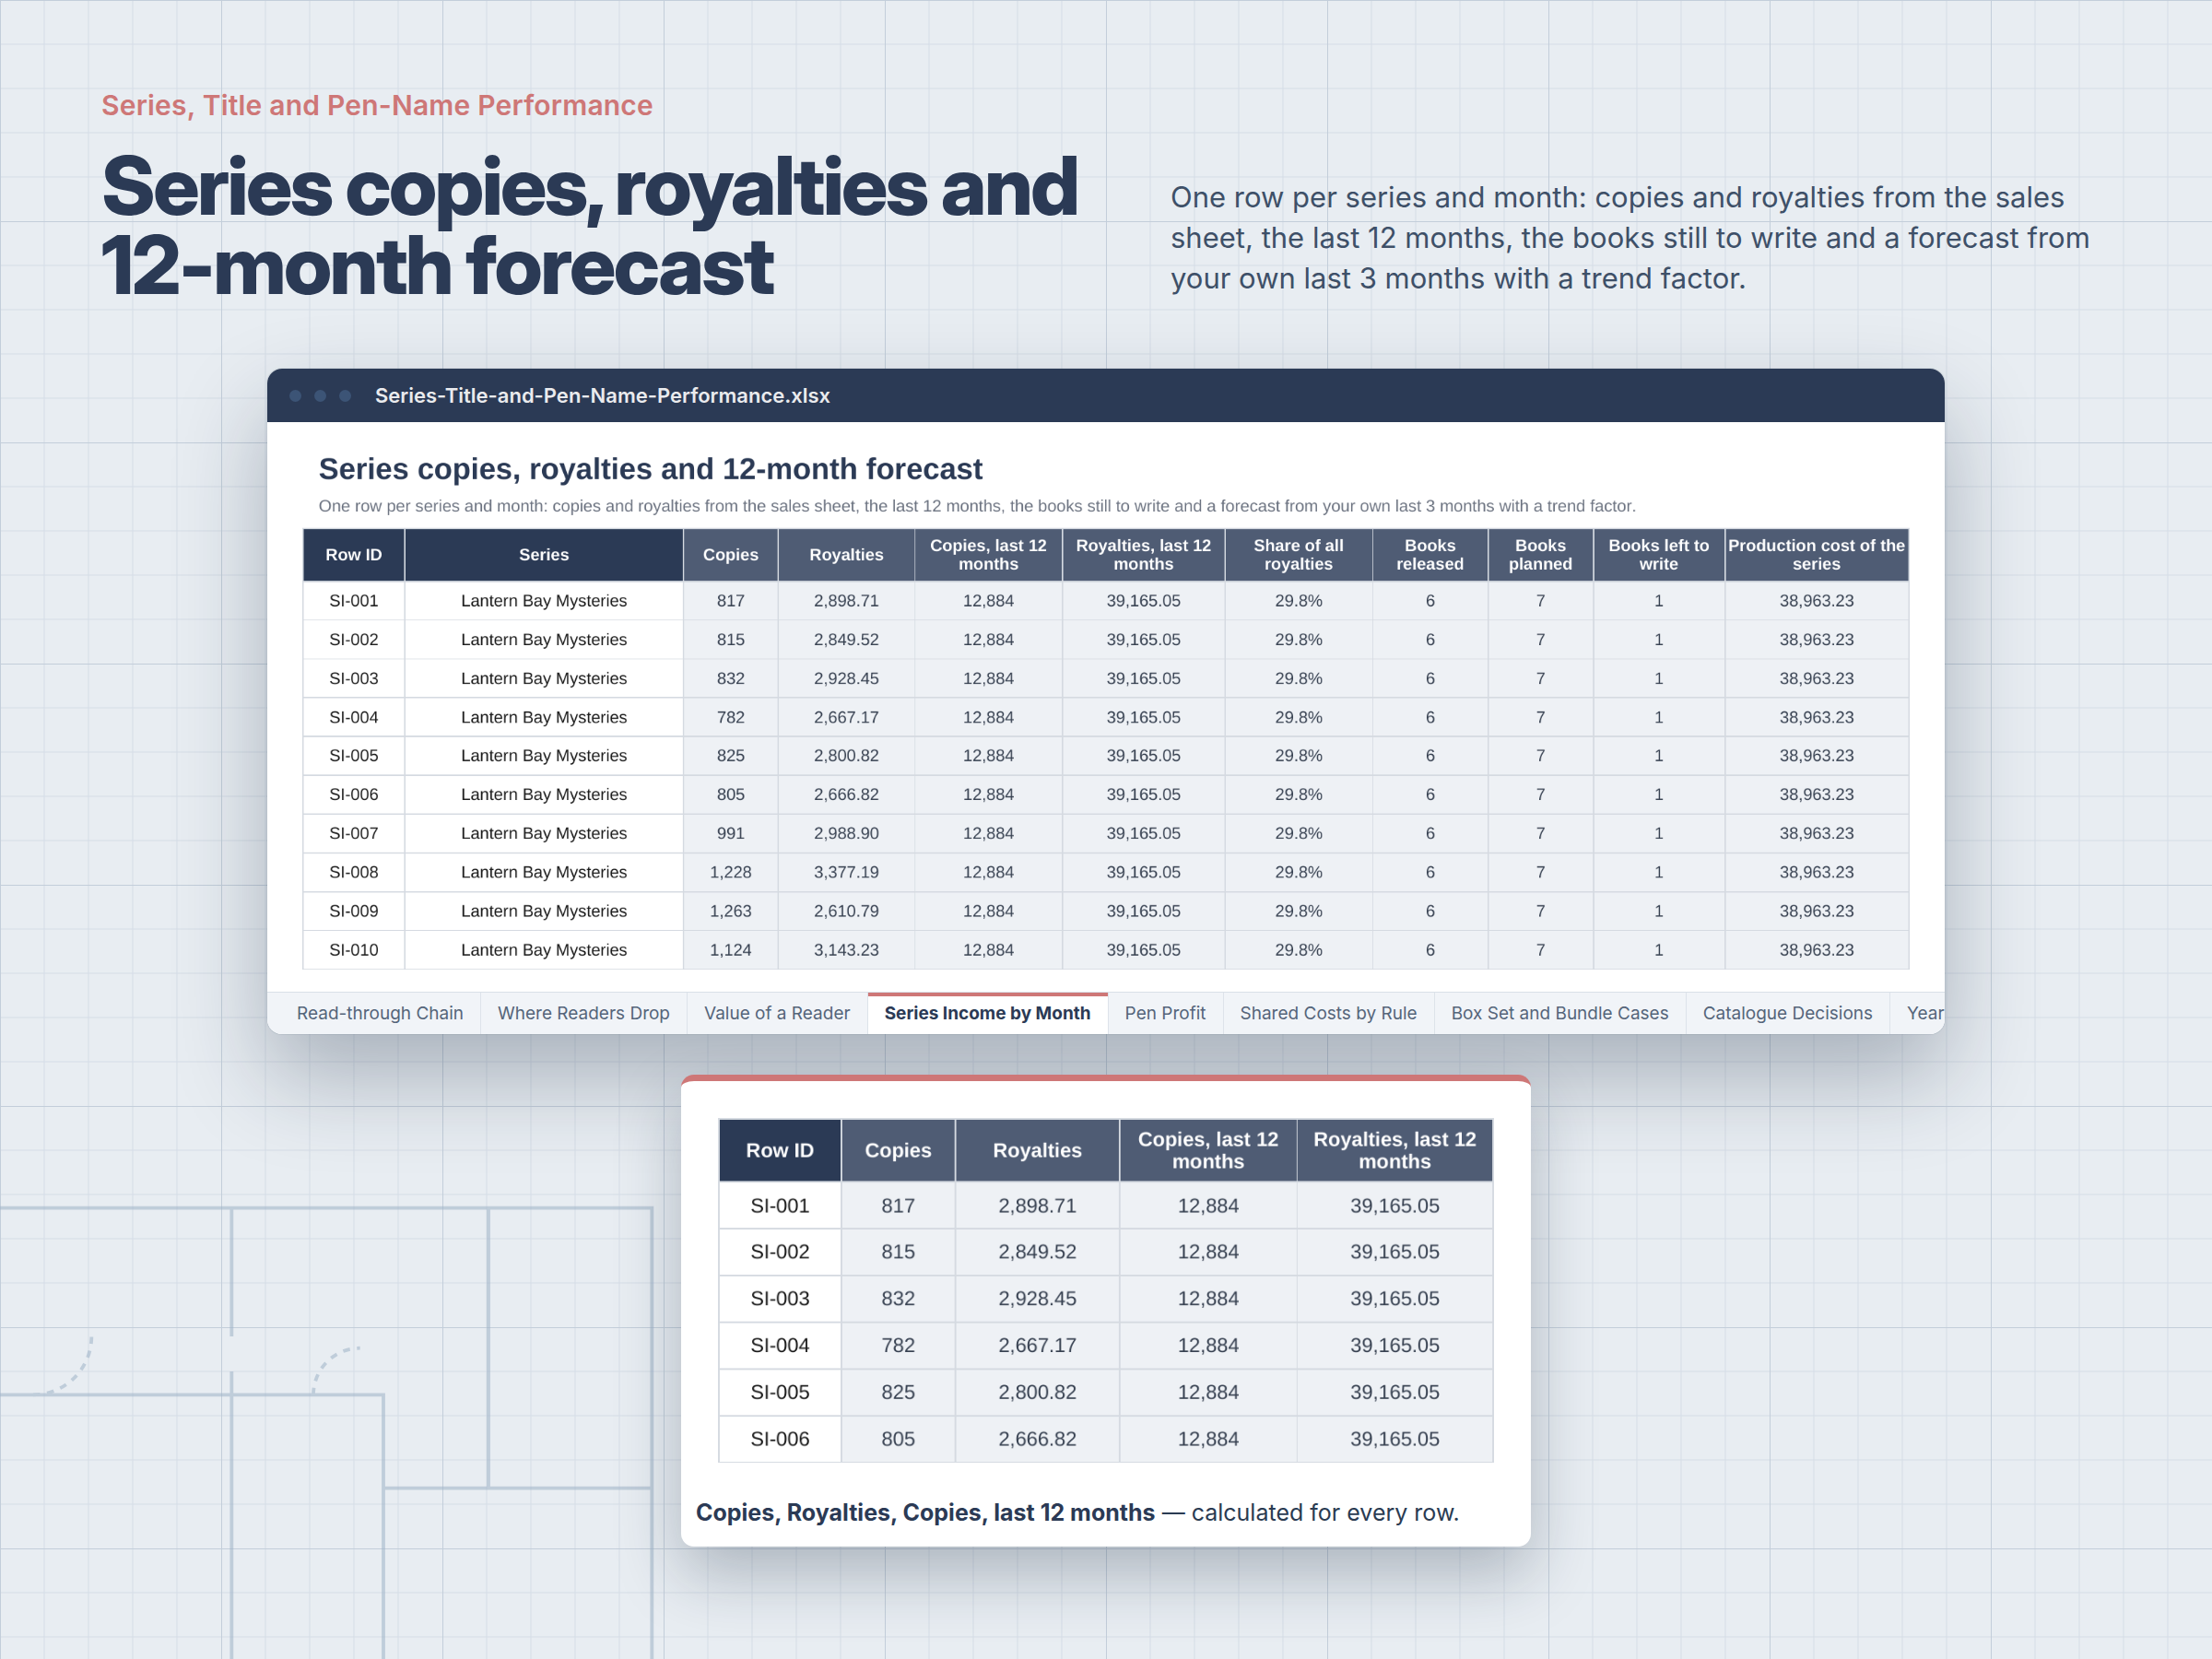 Series, Title and Pen-Name Performance
Series copies, royalties and
12-month forecast
One row per series and month: copies and royalties from the sales
sheet, the last 12 months, the books still to write and a forecast from
your own last 3 months with a trend factor.
Series-Title-and-Pen-Name-Performance.xlsx
Series copies, royalties and 12-month forecast
One row per series and month: copies and royalties from the sales sheet, the last 12 months, the books still to write and a forecast from your own last 3 months with a trend factor.
Row ID Series Copies Royalties Copies, last 12 months Royalties, last 12 months Share of all royalties Books released Books planned Books left to write Production cost of the series
SI-001 Lantern Bay Mysteries 817 2,898.71 12,884 39,165.05 29.8% 6 7 1 38,963.23
SI-002 Lantern Bay Mysteries 815 2,849.52 12,884 39,165.05 29.8% 6 7 1 38,963.23
SI-003 Lantern Bay Mysteries 832 2,928.45 12,884 39,165.05 29.8% 6 7 1 38,963.23
SI-004 Lantern Bay Mysteries 782 2,667.17 12,884 39,165.05 29.8% 6 7 1 38,963.23
SI-005 Lantern Bay Mysteries 825 2,800.82 12,884 39,165.05 29.8% 6 7 1 38,963.23
SI-006 Lantern Bay Mysteries 805 2,666.82 12,884 39,165.05 29.8% 6 7 1 38,963.23
SI-007 Lantern Bay Mysteries 991 2,988.90 12,884 39,165.05 29.8% 6 7 1 38,963.23
SI-008 Lantern Bay Mysteries 1,228 3,377.19 12,884 39,165.05 29.8% 6 7 1 38,963.23
SI-009 Lantern Bay Mysteries 1,263 2,610.79 12,884 39,165.05 29.8% 6 7 1 38,963.23
SI-010 Lantern Bay Mysteries 1,124 3,143.23 12,884 39,165.05 29.8% 6 7 1 38,963.23
Read-through Chain Where Readers Drop Value of a Reader Series Income by Month Pen Profit Shared Costs by Rule Box Set and Bundle Cases Catalogue Decisions Year
Row ID Copies Royalties Copies, last 12 months Royalties, last 12 months
SI-001 817 2,898.71 12,884 39,165.05
SI-002 815 2,849.52 12,884 39,165.05
SI-003 832 2,928.45 12,884 39,165.05
SI-004 782 2,667.17 12,884 39,165.05
SI-005 825 2,800.82 12,884 39,165.05
SI-006 805 2,666.82 12,884 39,165.05
Copies, Royalties, Copies, last 12 months — calculated for every row.